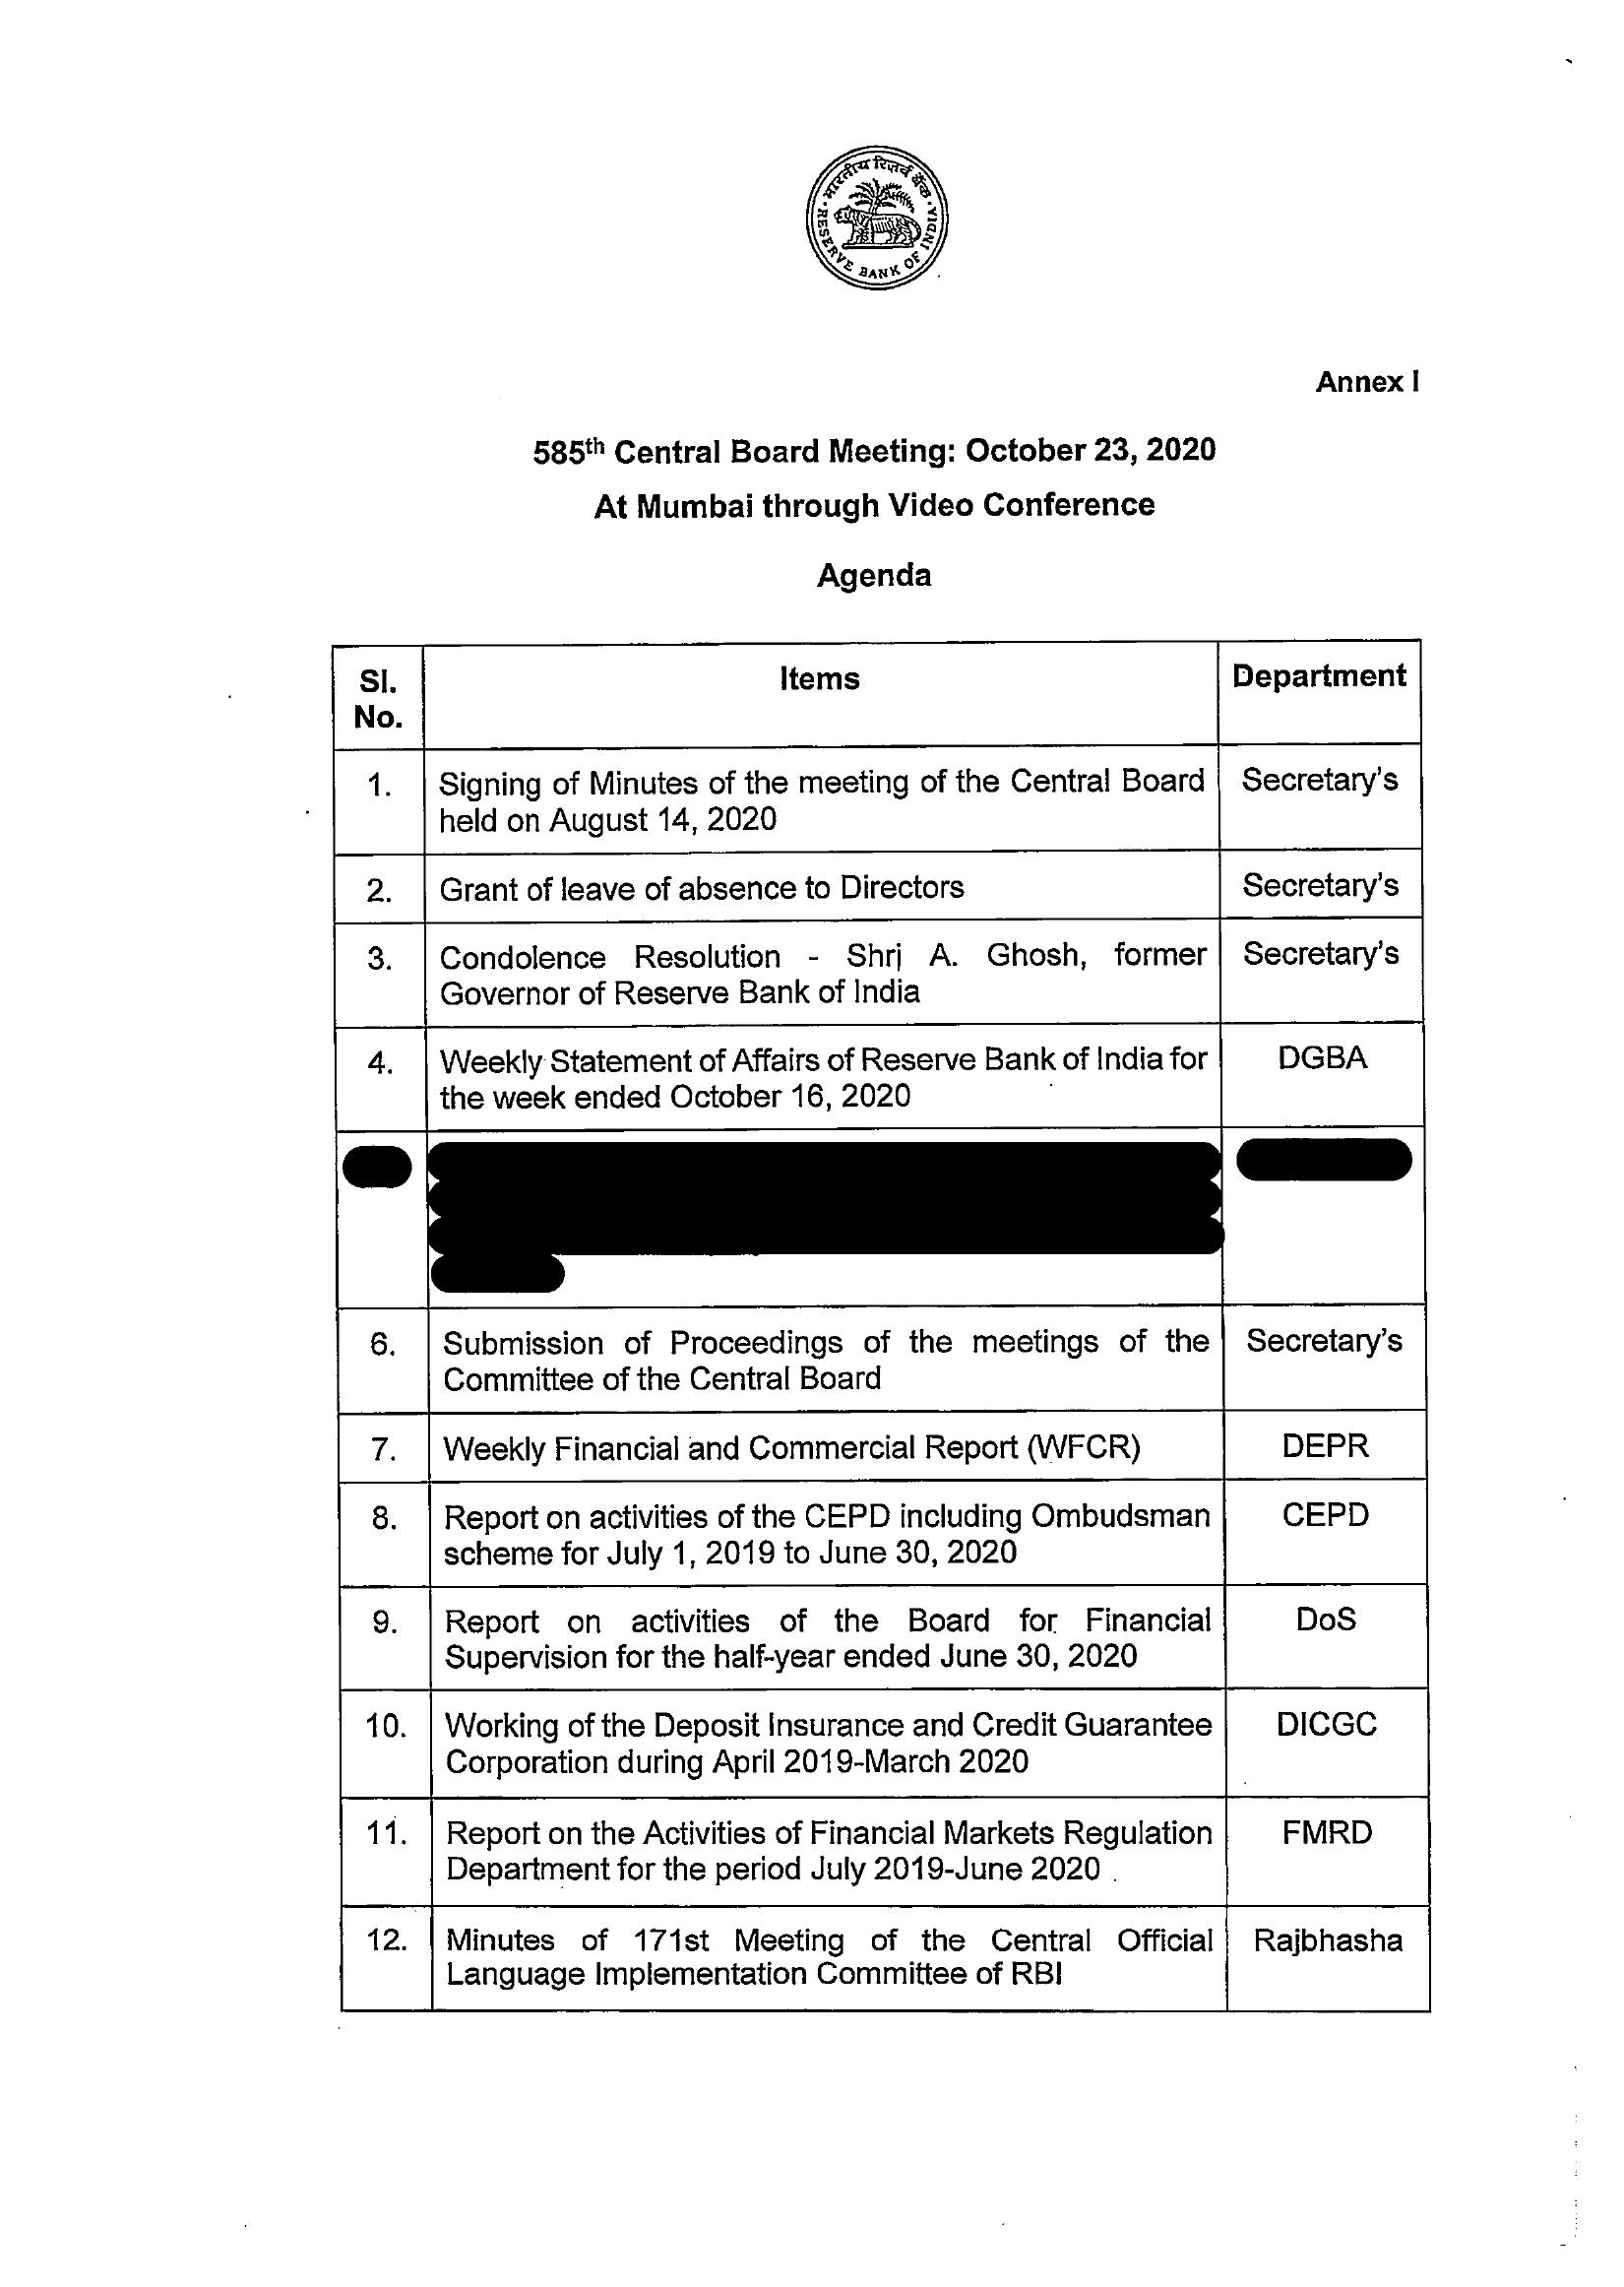 भारतीय रिज़र्व बैंक
RESERVE BANK OF INDIA
Annex I
585th Central Board Meeting: October 23, 2020
At Mumbai through Video Conference
Agenda
Sl. No. Items Department
1. Signing of Minutes of the meeting of the Central Board Secretary's
held on August 14, 2020
2. Grant of leave of absence to Directors Secretary's
3. Condolence Resolution - Shri A. Ghosh, former Secretary's
Governor of Reserve Bank of India
4. Weekly Statement of Affairs of Reserve Bank of India for DGBA
the week ended October 16, 2020
6. Submission of Proceedings of the meetings of the Secretary's
Committee of the Central Board
7. Weekly Financial and Commercial Report (WFCR) DEPR
8. Report on activities of the CEPD including Ombudsman CEPD
scheme for July 1, 2019 to June 30, 2020
9. Report on activities of the Board for Financial DoS
Supervision for the half-year ended June 30, 2020
10. Working of the Deposit Insurance and Credit Guarantee DICGC
Corporation during April 2019-March 2020
11. Report on the Activities of Financial Markets Regulation FMRD
Department for the period July 2019-June 2020
12. Minutes of 171st Meeting of the Central Official Rajbhasha
Language Implementation Committee of RBI